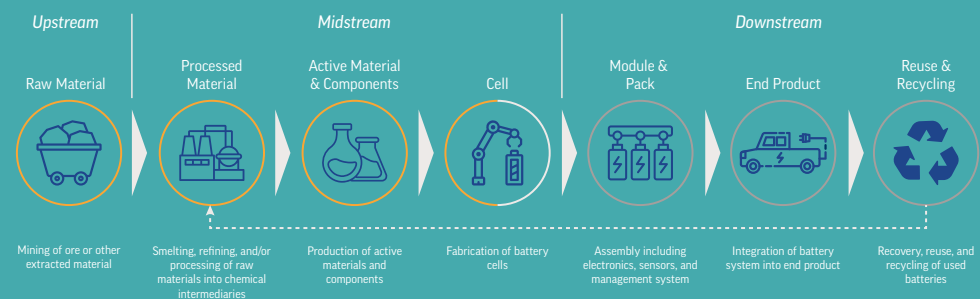 Upstream
Midstream
Downstream
Raw Material
Processed
Material
Active Material
& Components
Cell
Module &
Pack
End Product
Reuse &
Recycling
Mining of ore or other
extracted material
Smelting, refining, and/or
processing of raw
materials into chemical
intermediaries
Production of active
materials and
components
Fabrication of battery
cells
Assembly including
electronics, sensors, and
management system
Integration of battery
system into end product
Recovery, reuse, and
recycling of used
batteries